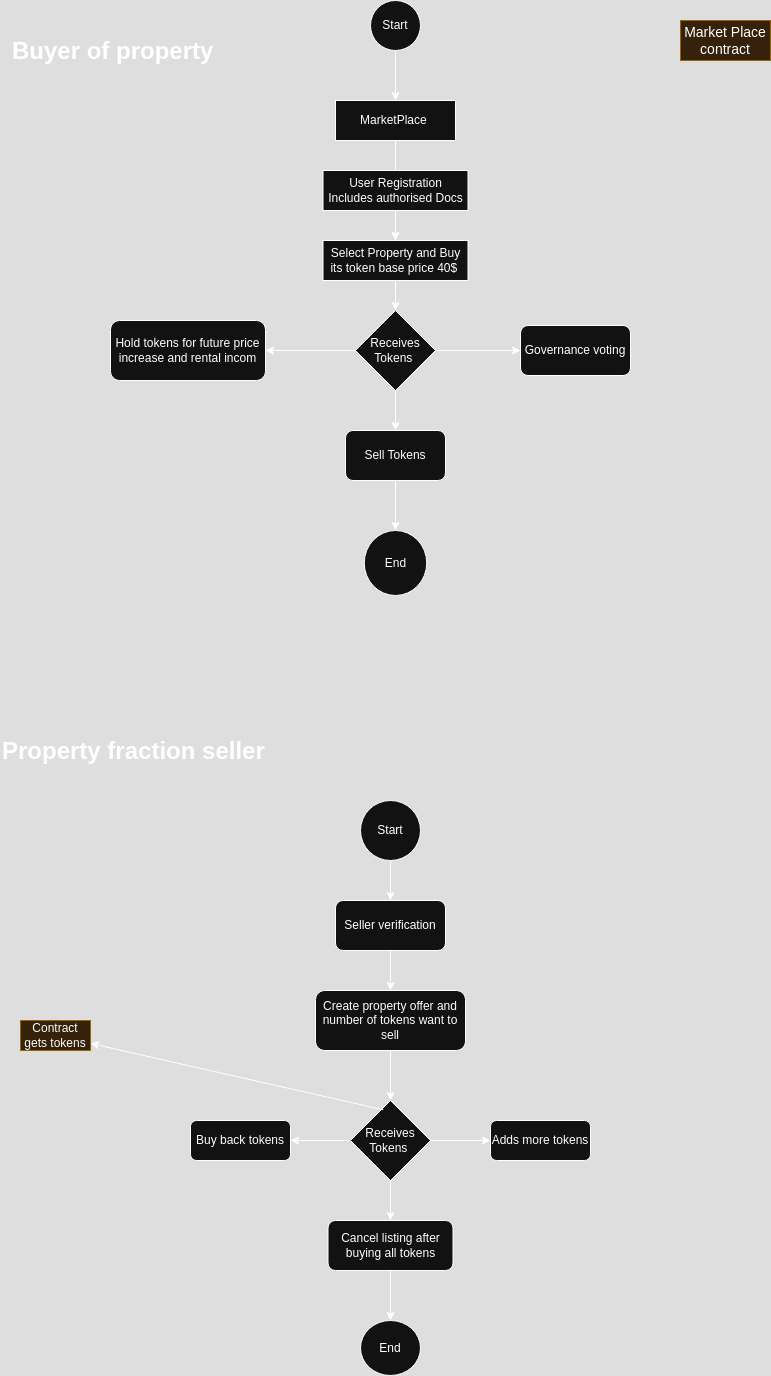 Start
Buyer of property
Market Place
contract
MarketPlace
User Registration
Includes authorised Docs
Select Property and Buy
its token base price 40$
Hold tokens for future price
increase and rental incom
Receives
Tokens
Governance voting
Sell Tokens
End
Property fraction seller
Start
Seller verification
Create property offer and
number of tokens want to
sell
Contract
gets tokens
Receives
Tokens
Buy back tokens
Adds more tokens
Cancel listing after
buying all tokens
End